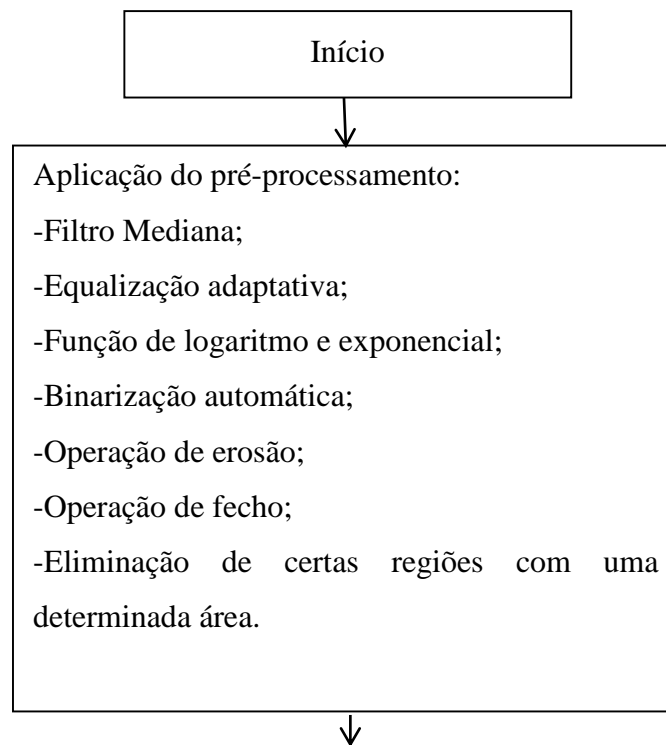 Início
Aplicação do pré-processamento:
-Filtro Mediana;
-Equalização adaptativa;
-Função de logaritmo e exponencial;
-Binarização automática;
-Operação de erosão;
-Operação de fecho;
-Eliminação de certas regiões com uma
determinada área.